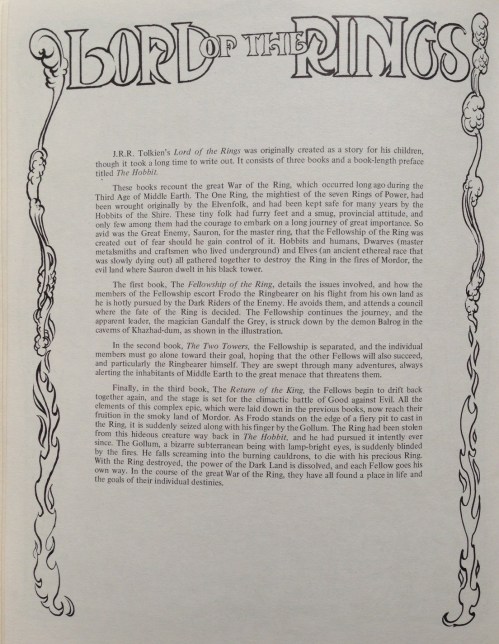 LORD OF THE RINGS
J.R.R. Tolkien's Lord of the Rings was originally created as a story for his children,
though it took a long time to write out. It consists of three books and a book-length preface
titled The Hobbit.
These books recount the great War of the Ring, which occurred long ago during the
Third Age of Middle Earth. The One Ring, the mightiest of the seven Rings of Power, had
been wrought originally by the Elvenfolk, and had been kept safe for many years by the
Hobbits of the Shire. These tiny folk had furry feet and a smug, provincial attitude, and
only few among them had the courage to embark on a long journey of great importance. So
avid was the Great Enemy, Sauron, for the master ring, that the Fellowship of the Ring was
created out of fear should he gain control of it. Hobbits and humans, Dwarves (master
metalsmiths and craftsmen who lived underground) and Elves (an ancient ethereal race that
was slowly dying out) all gathered together to destroy the Ring in the fires of Mordor, the
evil land where Sauron dwelt in his black tower.
The first book, The Fellowship of the Ring, details the issues involved, and how the
members of the Fellowship escort Frodo the Ringbearer on his flight from his own land as
he is hotly pursued by the Dark Riders of the Enemy. He avoids them, and attends a council
where the fate of the Ring is decided. The Fellowship continues the journey, and the
apparent leader, the magician Gandalf the Grey, is struck down by the demon Balrog in the
caverns of Khazhad-dum, as shown in the illustration.
In the second book, The Two Towers, the Fellowship is separated, and the individual
members must go alone toward their goal, hoping that the other Fellows will also succeed,
and particularly the Ringbearer himself. They are swept through many adventures, always
alerting the inhabitants of Middle Earth to the great menace that threatens them.
Finally, in the third book, The Return of the King, the Fellows begin to drift back
together again, and the stage is set for the climactic battle of Good against Evil. All the
elements of this complex epic, which were laid down in the previous books, now reach their
fruition in the smoky land of Mordor. As Frodo stands on the edge of a fiery pit to cast in
the Ring, it is suddenly seized along with his finger by the Gollum. The Ring had been stolen
from this hideous creature way back in The Hobbit, and he had pursued it intently ever
since. The Gollum, a bizarre subterranean being with lamp-bright eyes, is suddenly blinded
by the fires. He falls screaming into the burning cauldrons, to die with his precious Ring.
With the Ring destroyed, the power of the Dark Land is dissolved, and each Fellow goes his
own way. In the course of the great War of the Ring, they have all found a place in life and
the goals of their individual destinies.